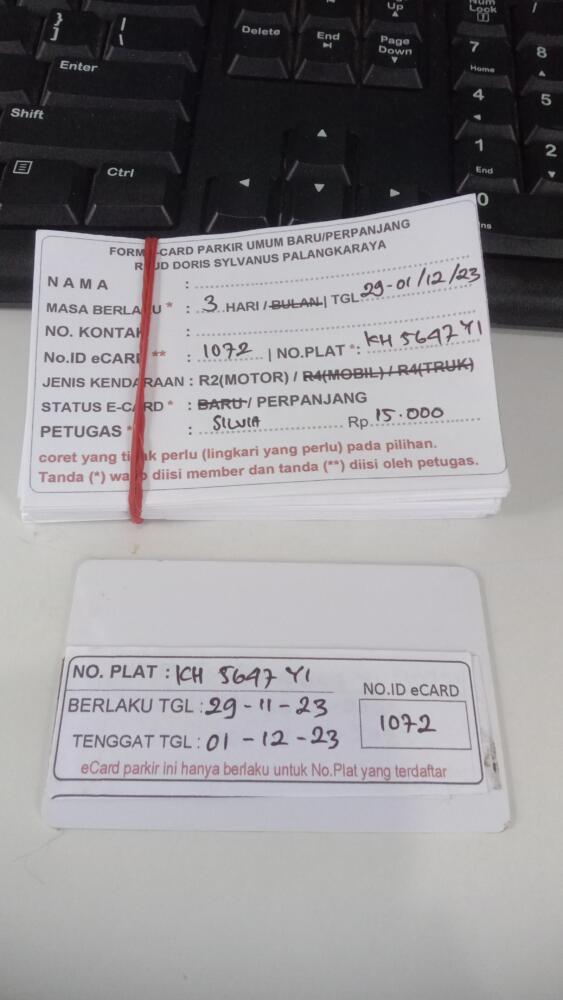 }
]
|
\
Delete
End
Page
Up
Page
Down
Num
Lock
/
Enter
7
Home
8
Shift
4
5
Ctrl
1
End
2
0
Ins
FORM E-CARD PARKIR UMUM BARU/PERPANJANG
RSUD DORIS SYLVANUS PALANGKARAYA
NAMA :
MASA BERLAKU * : 3 HARI / BULAN | TGL 29-01/12/23
NO. KONTAK :
No.ID eCARD ** : 1072 | NO.PLAT *: KH 5647 YI
JENIS KENDARAAN : R2(MOTOR) / R4(MOBIL) / R4(TRUK)
STATUS E-CARD * : BARU / PERPANJANG
PETUGAS * : SILVIA Rp. 15.000
coret yang tidak perlu (lingkari yang perlu) pada pilihan.
Tanda (*) wajib diisi member dan tanda (**) diisi oleh petugas.
NO. PLAT : KH 5647 YI
NO.ID eCARD
BERLAKU TGL : 29-11-23
1072
TENGGAT TGL : 01-12-23
eCard parkir ini hanya berlaku untuk No.Plat yang terdaftar